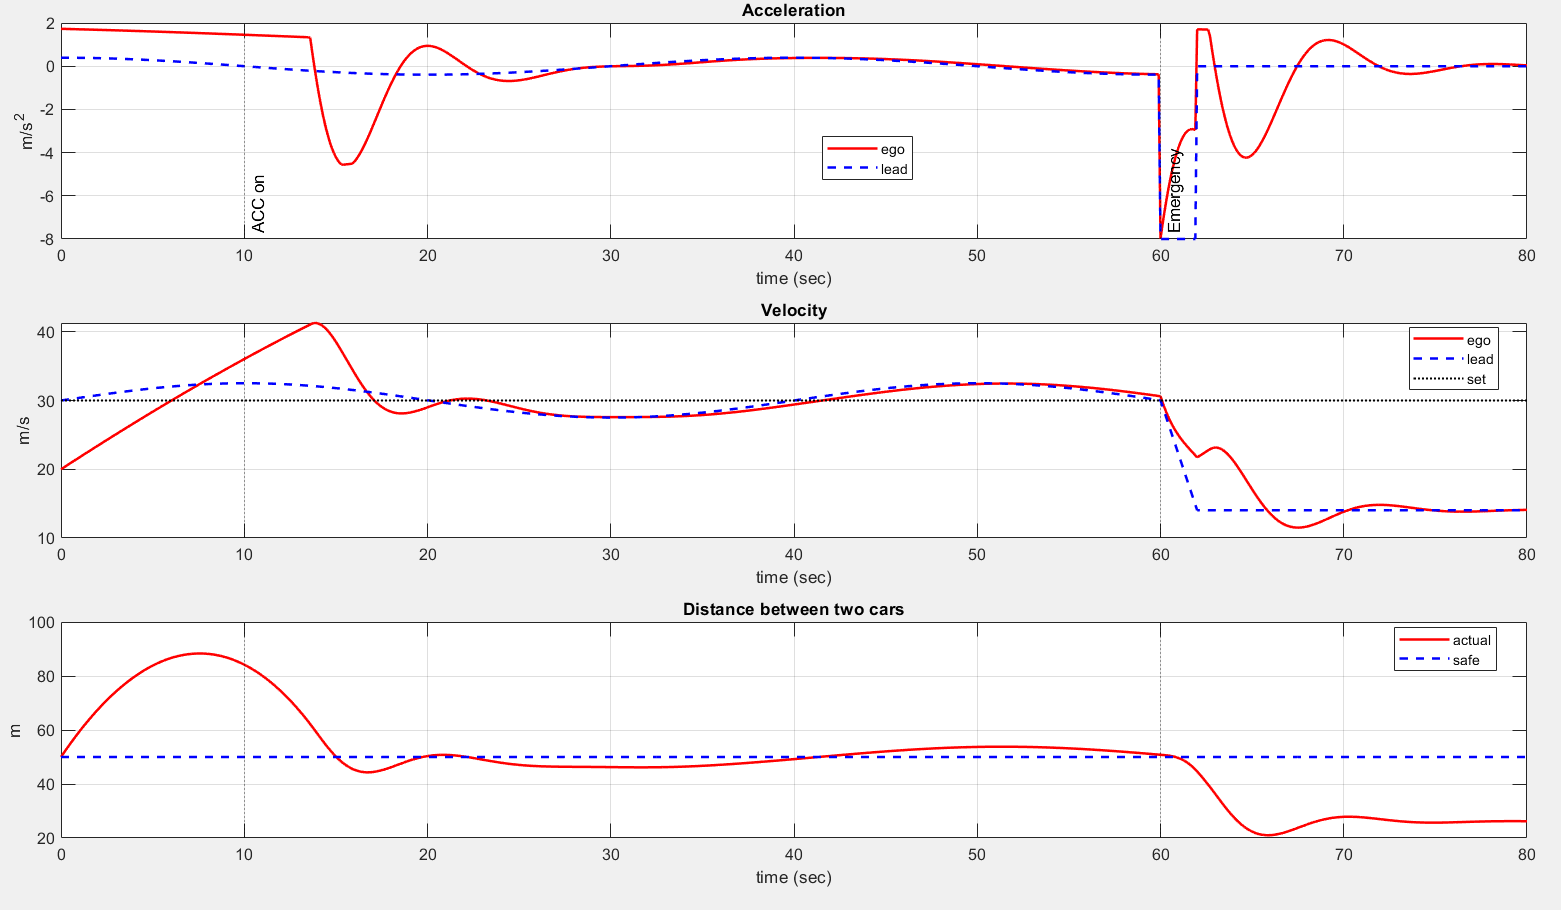 Acceleration
2
0
-2
-4
-6
-8
m/s2
ACC on
Emergency
ego
lead
0 10 20 30 40 50 60 70 80
time (sec)
Velocity
40
30
20
10
m/s
ego
lead
set
0 10 20 30 40 50 60 70 80
time (sec)
Distance between two cars
100
80
60
40
20
m
actual
safe
0 10 20 30 40 50 60 70 80
time (sec)